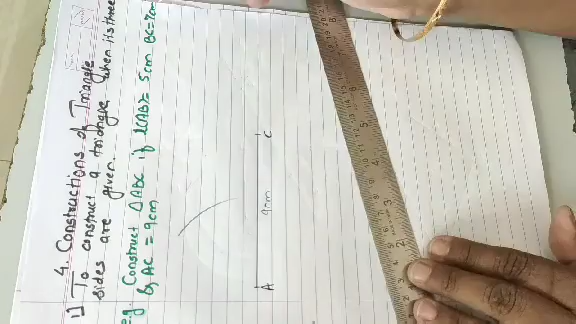 4. Constructions of Triangle
1] To construct a triangle when its three
sides are given.
e.g. Construct △ABC if l(AB)= 5cm BC=7cm
& AC = 9cm
A 9cm C